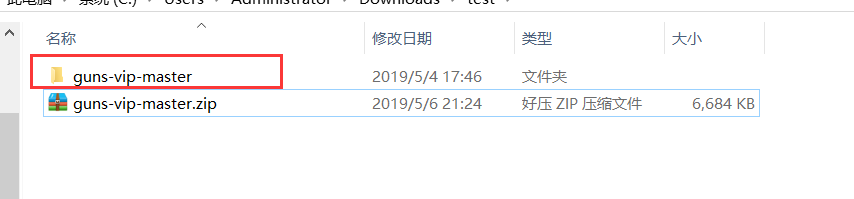 此电脑 系统 (C:) Users Administrator Downloads test
名称 修改日期 类型 大小
guns-vip-master 2019/5/4 17:46 文件夹
guns-vip-master.zip 2019/5/6 21:24 好压 ZIP 压缩文件 6,684 KB